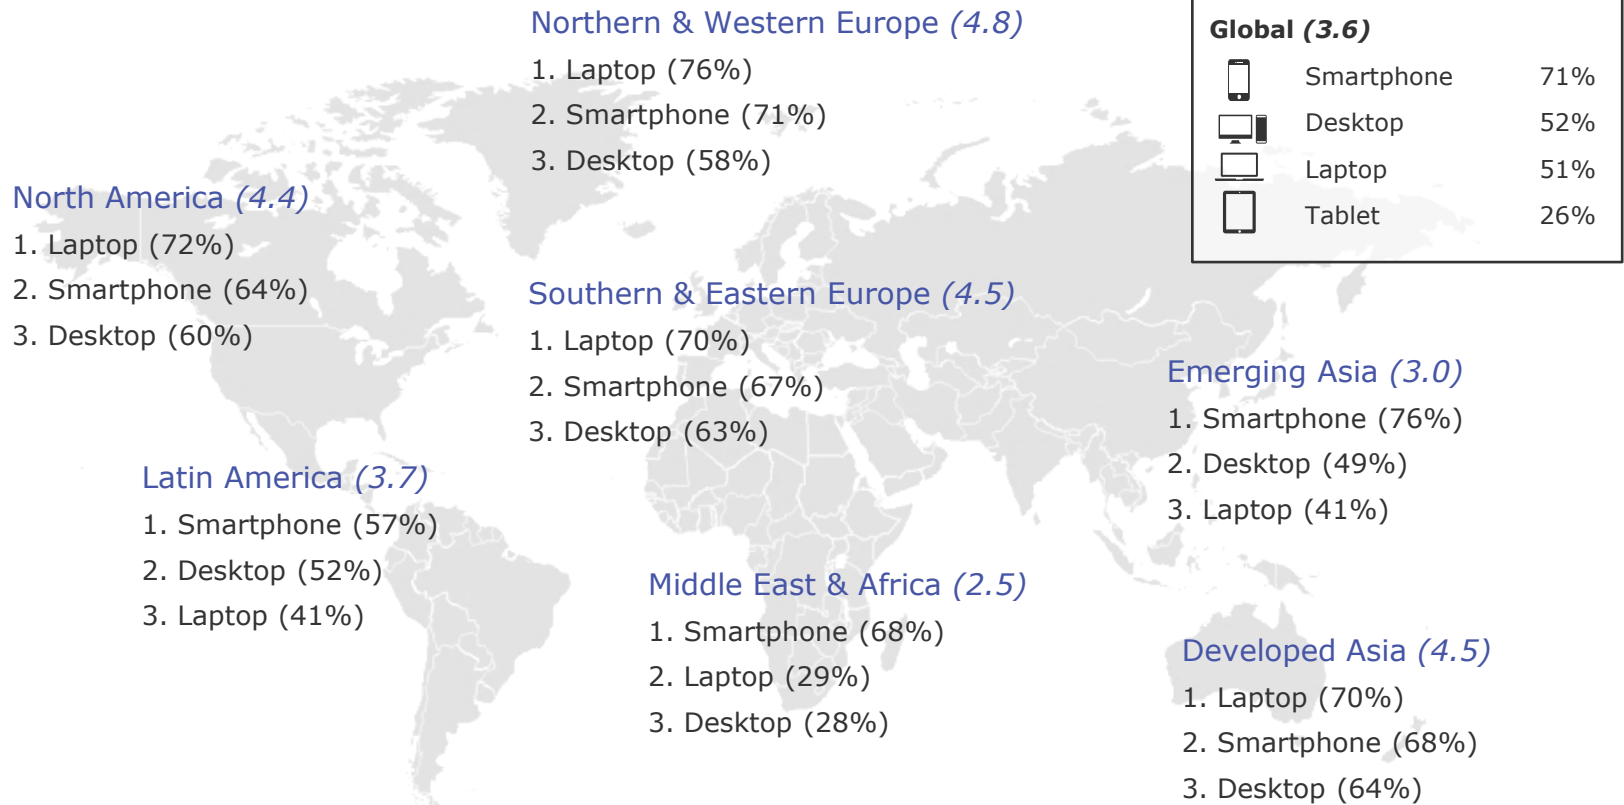 Northern & Western Europe (4.8)
1. Laptop (76%)
2. Smartphone (71%)
3. Desktop (58%)
Global (3.6)
Smartphone 71%
Desktop 52%
Laptop 51%
Tablet 26%
North America (4.4)
1. Laptop (72%)
2. Smartphone (64%)
3. Desktop (60%)
Southern & Eastern Europe (4.5)
1. Laptop (70%)
2. Smartphone (67%)
3. Desktop (63%)
Emerging Asia (3.0)
1. Smartphone (76%)
2. Desktop (49%)
3. Laptop (41%)
Latin America (3.7)
1. Smartphone (57%)
2. Desktop (52%)
3. Laptop (41%)
Middle East & Africa (2.5)
1. Smartphone (68%)
2. Laptop (29%)
3. Desktop (28%)
Developed Asia (4.5)
1. Laptop (70%)
2. Smartphone (68%)
3. Desktop (64%)